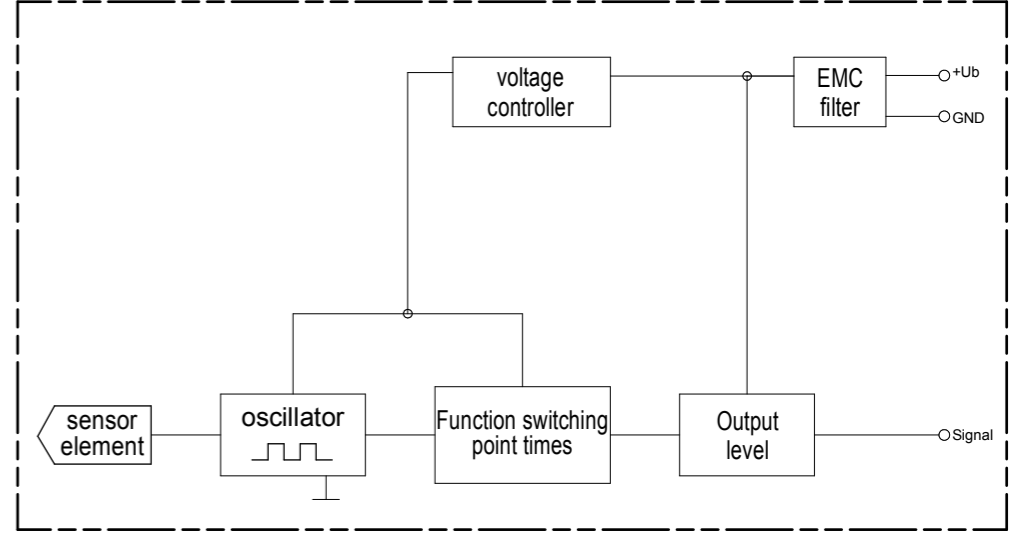 voltage
controller
EMC
filter
+Ub
GND
sensor
element
oscillator
Function switching
point times
Output
level
Signal